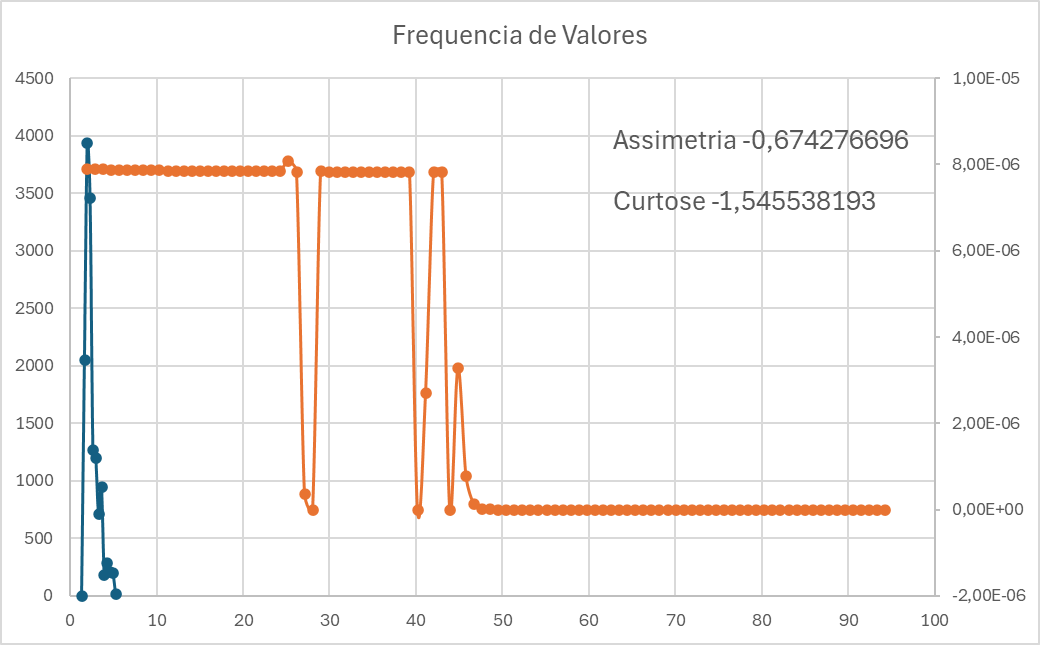 Frequencia de Valores
4500
4000
3500
3000
2500
2000
1500
1000
500
0
1,00E-05
8,00E-06
6,00E-06
4,00E-06
2,00E-06
0,00E+00
-2,00E-06
Assimetria -0,674276696
Curtose -1,545538193
0 10 20 30 40 50 60 70 80 90 100